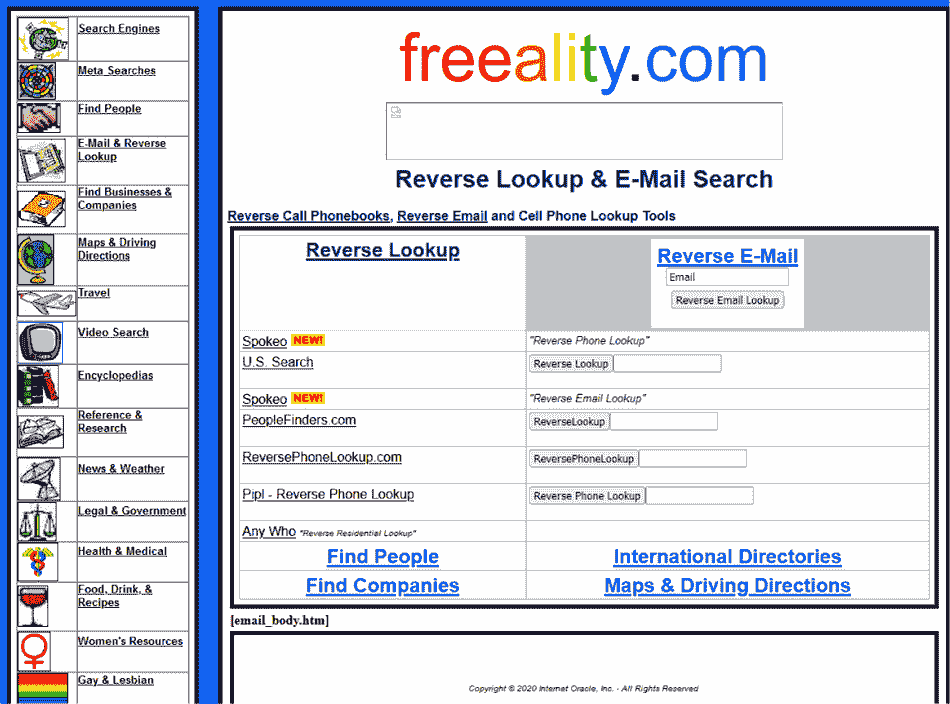 Search Engines
Meta Searches
Find People
E-Mail & Reverse
Lookup
Find Businesses &
Companies
Maps & Driving
Directions
Travel
Video Search
Encyclopedias
Reference &
Research
News & Weather
Legal & Government
Health & Medical
Food, Drink, &
Recipes
Women's Resources
Gay & Lesbian
freeality.com
Reverse Lookup & E-Mail Search
Reverse Call Phonebooks, Reverse Email and Cell Phone Lookup Tools
Reverse Lookup
Reverse E-Mail
Email
Reverse Email Lookup
Spokeo NEW! "Reverse Phone Lookup"
U.S. Search Reverse Lookup
Spokeo NEW! "Reverse Email Lookup"
PeopleFinders.com ReverseLookup
ReversePhoneLookup.com ReversePhoneLookup
Pipl - Reverse Phone Lookup Reverse Phone Lookup
Any Who "Reverse Residential Lookup"
Find People International Directories
Find Companies Maps & Driving Directions
[email_body.htm]
Copyright © 2020 Internet Oracle, Inc. - All Rights Reserved